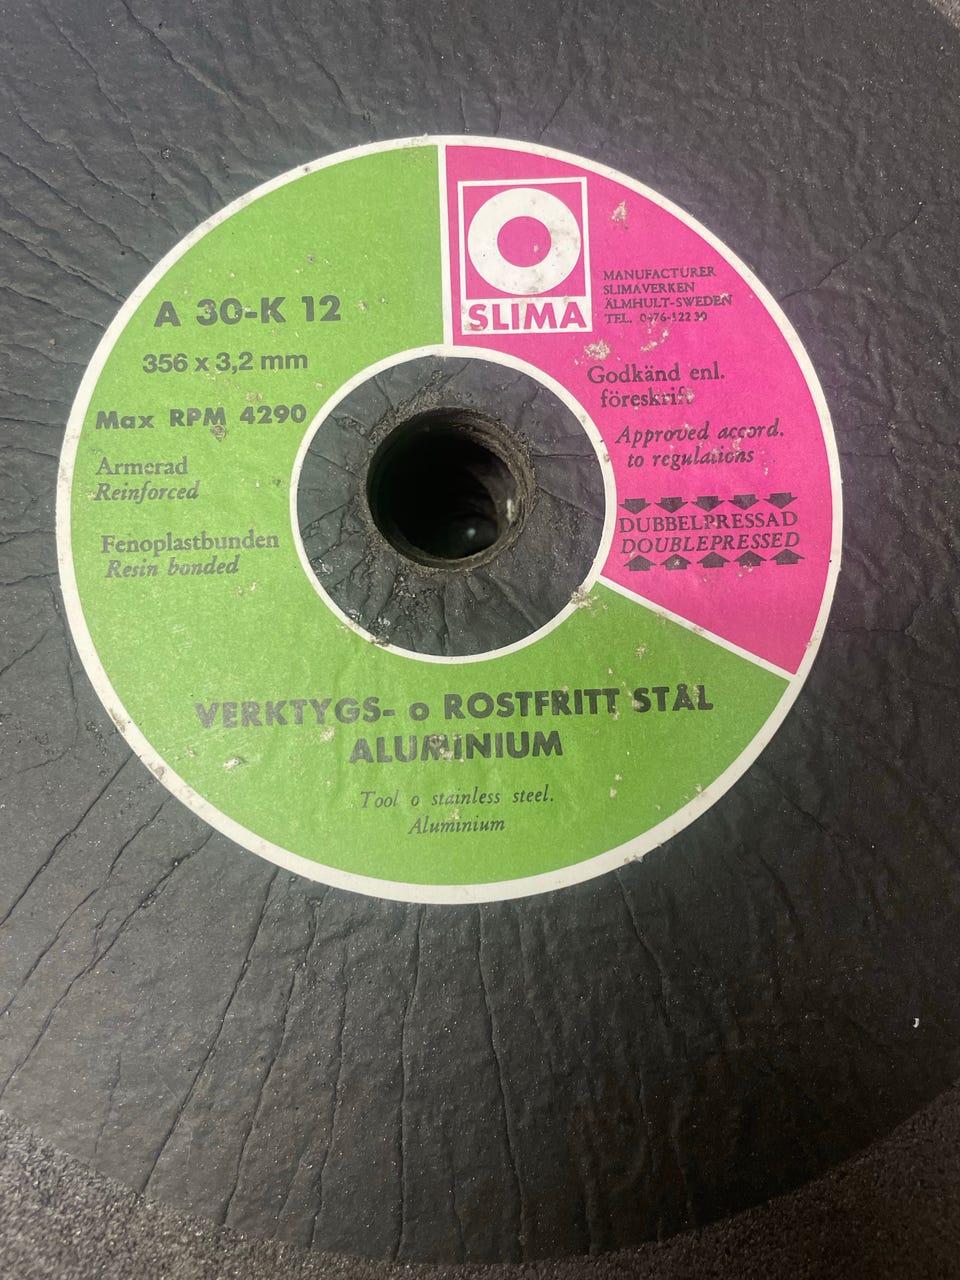 SLIMA
MANUFACTURER
SLIMAVERKEN
ÄLMHULT-SWEDEN
TEL.
Godkänd enl.
föreskrift
Approved accord.
to regulations
DUBBELPRESSAD
DOUBLEPRESSED
A 30-K 12
356 x 3,2 mm
Max RPM 4290
Armerad
Reinforced
Fenoplastbunden
Resin bonded
VERKTYGS- o ROSTFRITT STÅL
ALUMINIUM
Tool o stainless steel.
Aluminium